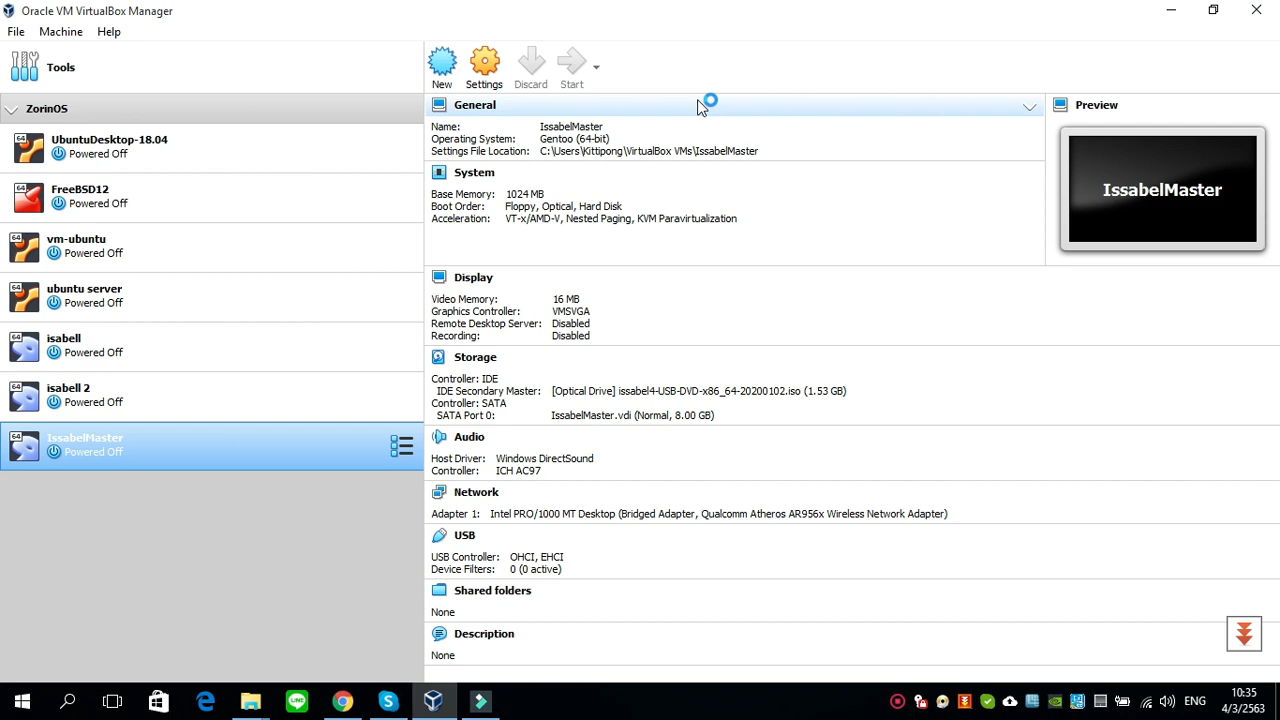 Oracle VM VirtualBox Manager
File Machine Help
Tools
New Settings Discard Start
ZorinOS
64 UbuntuDesktop-18.04
Powered Off
64 FreeBSD12
Powered Off
64 vm-ubuntu
Powered Off
64 ubuntu server
Powered Off
64 isabell
Powered Off
64 isabell 2
Powered Off
64 IssabelMaster
Powered Off
General
Name: IssabelMaster
Operating System: Gentoo (64-bit)
Settings File Location: C:\Users\Kittipong\VirtualBox VMs\IssabelMaster
Preview
IssabelMaster
System
Base Memory: 1024 MB
Boot Order: Floppy, Optical, Hard Disk
Acceleration: VT-x/AMD-V, Nested Paging, KVM Paravirtualization
Display
Video Memory: 16 MB
Graphics Controller: VMSVGA
Remote Desktop Server: Disabled
Recording: Disabled
Storage
Controller: IDE
IDE Secondary Master: [Optical Drive] issabel4-USB-DVD-x86_64-20200102.iso (1.53 GB)
Controller: SATA
SATA Port 0: IssabelMaster.vdi (Normal, 8.00 GB)
Audio
Host Driver: Windows DirectSound
Controller: ICH AC97
Network
Adapter 1: Intel PRO/1000 MT Desktop (Bridged Adapter, Qualcomm Atheros AR956x Wireless Network Adapter)
USB
USB Controller: OHCI, EHCI
Device Filters: 0 (0 active)
Shared folders
None
Description
None
ENG
10:35
4/3/2563